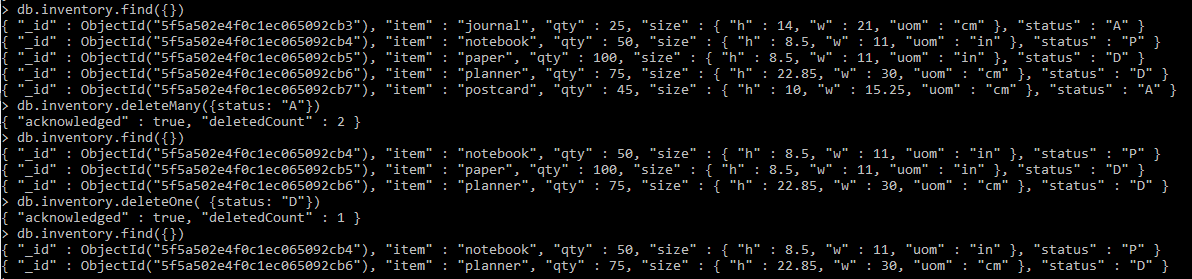 > db.inventory.find({})
{ "_id" : ObjectId("5f5a502e4f0c1ec065092cb3"), "item" : "journal", "qty" : 25, "size" : { "h" : 14, "w" : 21, "uom" : "cm" }, "status" : "A" }
{ "_id" : ObjectId("5f5a502e4f0c1ec065092cb4"), "item" : "notebook", "qty" : 50, "size" : { "h" : 8.5, "w" : 11, "uom" : "in" }, "status" : "P" }
{ "_id" : ObjectId("5f5a502e4f0c1ec065092cb5"), "item" : "paper", "qty" : 100, "size" : { "h" : 8.5, "w" : 11, "uom" : "in" }, "status" : "D" }
{ "_id" : ObjectId("5f5a502e4f0c1ec065092cb6"), "item" : "planner", "qty" : 75, "size" : { "h" : 22.85, "w" : 30, "uom" : "cm" }, "status" : "D" }
{ "_id" : ObjectId("5f5a502e4f0c1ec065092cb7"), "item" : "postcard", "qty" : 45, "size" : { "h" : 10, "w" : 15.25, "uom" : "cm" }, "status" : "A" }
> db.inventory.deleteMany({status: "A"})
{ "acknowledged" : true, "deletedCount" : 2 }
> db.inventory.find({})
{ "_id" : ObjectId("5f5a502e4f0c1ec065092cb4"), "item" : "notebook", "qty" : 50, "size" : { "h" : 8.5, "w" : 11, "uom" : "in" }, "status" : "P" }
{ "_id" : ObjectId("5f5a502e4f0c1ec065092cb5"), "item" : "paper", "qty" : 100, "size" : { "h" : 8.5, "w" : 11, "uom" : "in" }, "status" : "D" }
{ "_id" : ObjectId("5f5a502e4f0c1ec065092cb6"), "item" : "planner", "qty" : 75, "size" : { "h" : 22.85, "w" : 30, "uom" : "cm" }, "status" : "D" }
> db.inventory.deleteOne( {status: "D"})
{ "acknowledged" : true, "deletedCount" : 1 }
> db.inventory.find({})
{ "_id" : ObjectId("5f5a502e4f0c1ec065092cb4"), "item" : "notebook", "qty" : 50, "size" : { "h" : 8.5, "w" : 11, "uom" : "in" }, "status" : "P" }
{ "_id" : ObjectId("5f5a502e4f0c1ec065092cb6"), "item" : "planner", "qty" : 75, "size" : { "h" : 22.85, "w" : 30, "uom" : "cm" }, "status" : "D" }